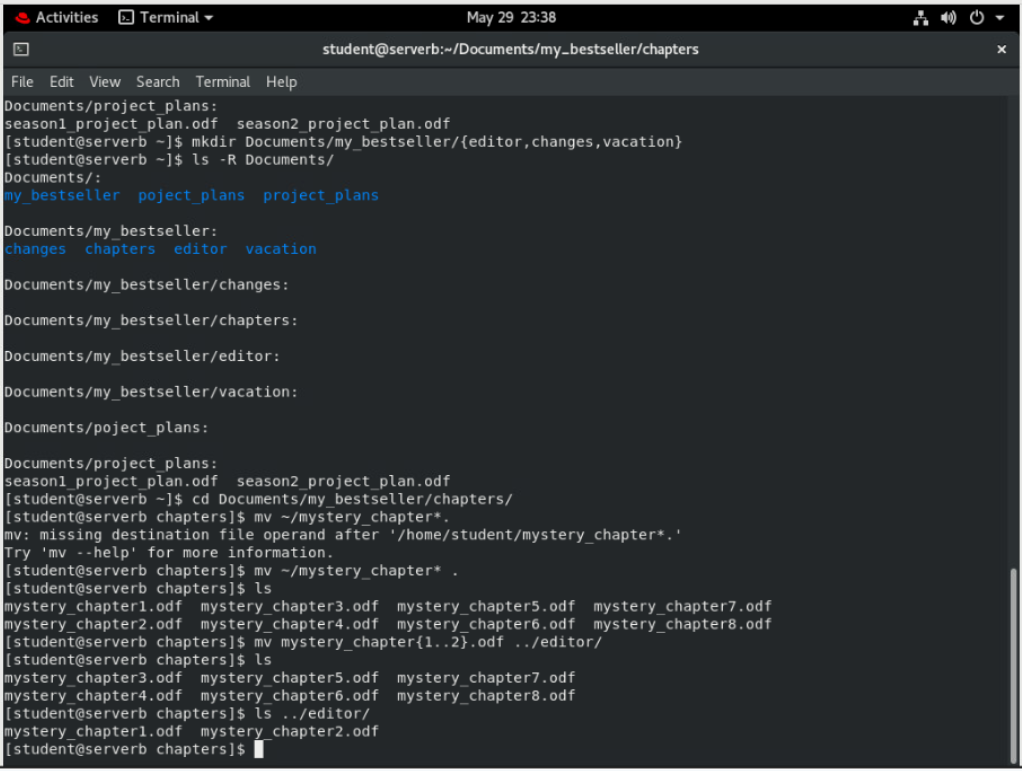 Activities Terminal May 29 23:38
student@serverb:~/Documents/my_bestseller/chapters ×
File Edit View Search Terminal Help
Documents/project_plans:
season1_project_plan.odf season2_project_plan.odf
[student@serverb ~]$ mkdir Documents/my_bestseller/{editor,changes,vacation}
[student@serverb ~]$ ls -R Documents/
Documents/:
my_bestseller poject_plans project_plans
Documents/my_bestseller:
changes chapters editor vacation
Documents/my_bestseller/changes:
Documents/my_bestseller/chapters:
Documents/my_bestseller/editor:
Documents/my_bestseller/vacation:
Documents/poject_plans:
Documents/project_plans:
season1_project_plan.odf season2_project_plan.odf
[student@serverb ~]$ cd Documents/my_bestseller/chapters/
[student@serverb chapters]$ mv ~/mystery_chapter*.
mv: missing destination file operand after '/home/student/mystery_chapter*.'
Try 'mv --help' for more information.
[student@serverb chapters]$ mv ~/mystery_chapter* .
[student@serverb chapters]$ ls
mystery_chapter1.odf mystery_chapter3.odf mystery_chapter5.odf mystery_chapter7.odf
mystery_chapter2.odf mystery_chapter4.odf mystery_chapter6.odf mystery_chapter8.odf
[student@serverb chapters]$ mv mystery_chapter{1..2}.odf ../editor/
[student@serverb chapters]$ ls
mystery_chapter3.odf mystery_chapter5.odf mystery_chapter7.odf
mystery_chapter4.odf mystery_chapter6.odf mystery_chapter8.odf
[student@serverb chapters]$ ls ../editor/
mystery_chapter1.odf mystery_chapter2.odf
[student@serverb chapters]$